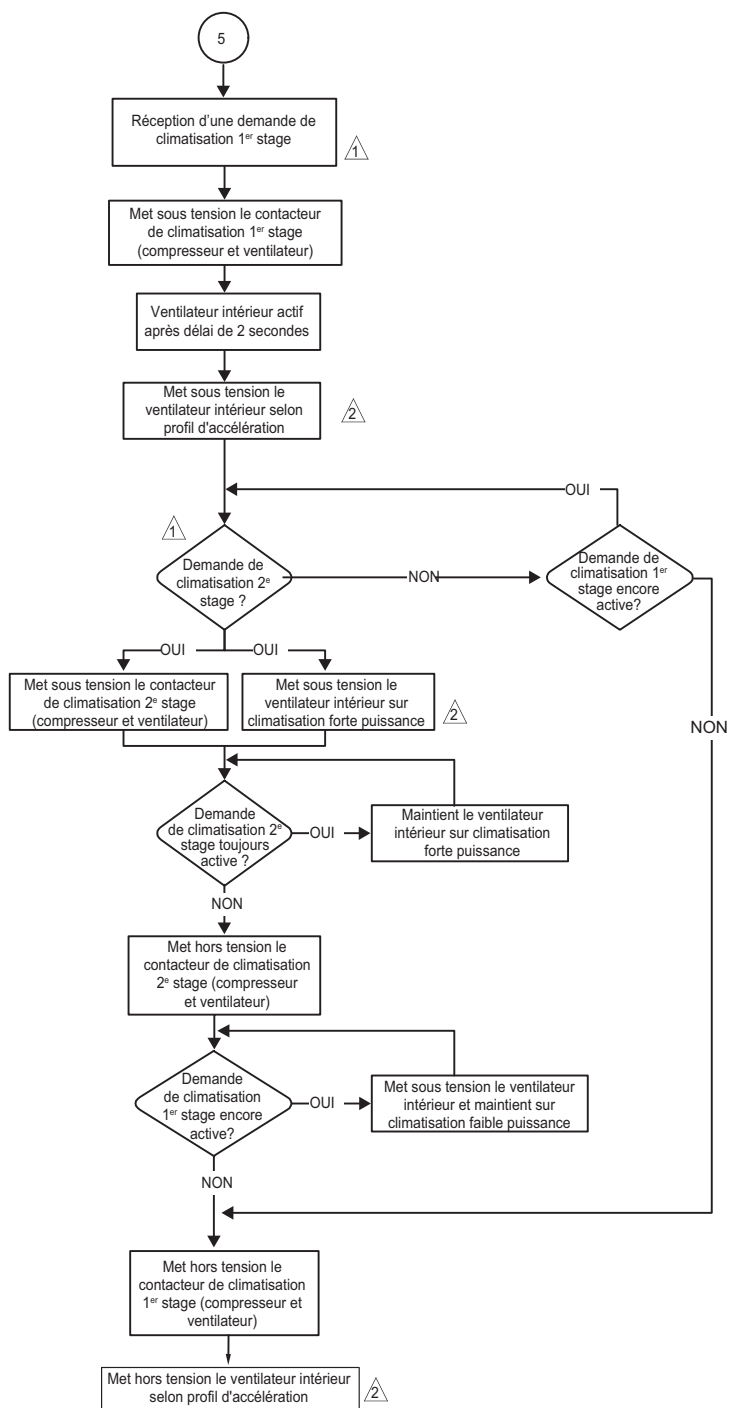 5
Réception d'une demande de
climatisation 1er stage
1
Met sous tension le contacteur
de climatisation 1er stage
(compresseur et ventilateur)
Ventilateur intérieur actif
après délai de 2 secondes
Met sous tension le
ventilateur intérieur selon
profil d'accélération
2
OUI
1
Demande de
climatisation 2e
stage ?
NON
Demande de
climatisation 1er
stage encore
active?
OUI
OUI
Met sous tension le contacteur
de climatisation 2e stage
(compresseur et ventilateur)
Met sous tension le
ventilateur intérieur sur
climatisation forte puissance
2
NON
Demande
de climatisation 2e
stage toujours
active ?
OUI
Maintient le ventilateur
intérieur sur climatisation
forte puissance
NON
Met hors tension le
contacteur de climatisation
2e stage (compresseur
et ventilateur)
Demande
de climatisation
1er stage encore
active?
OUI
Met sous tension le ventilateur
intérieur et maintient sur
climatisation faible puissance
NON
Met hors tension le
contacteur de climatisation
1er stage (compresseur et
ventilateur)
Met hors tension le ventilateur intérieur
selon profil d'accélération
2